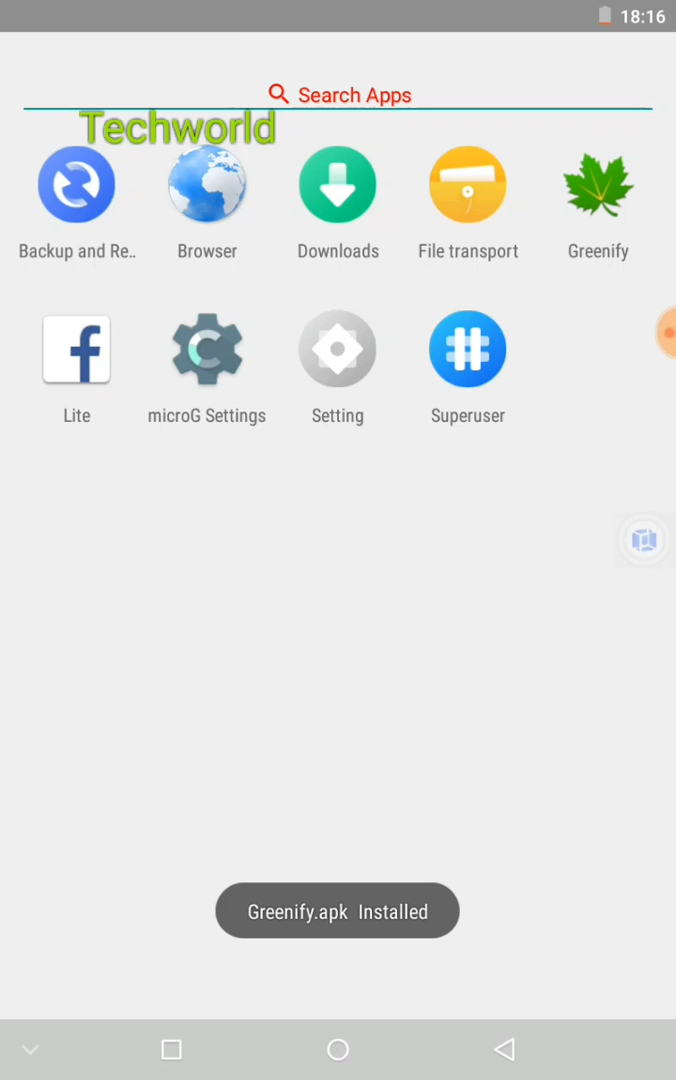 18:16
Search Apps
Techworld
Backup and Re..
Browser
Downloads
File transport
Greenify
Lite
microG Settings
Setting
Superuser
Greenify.apk Installed